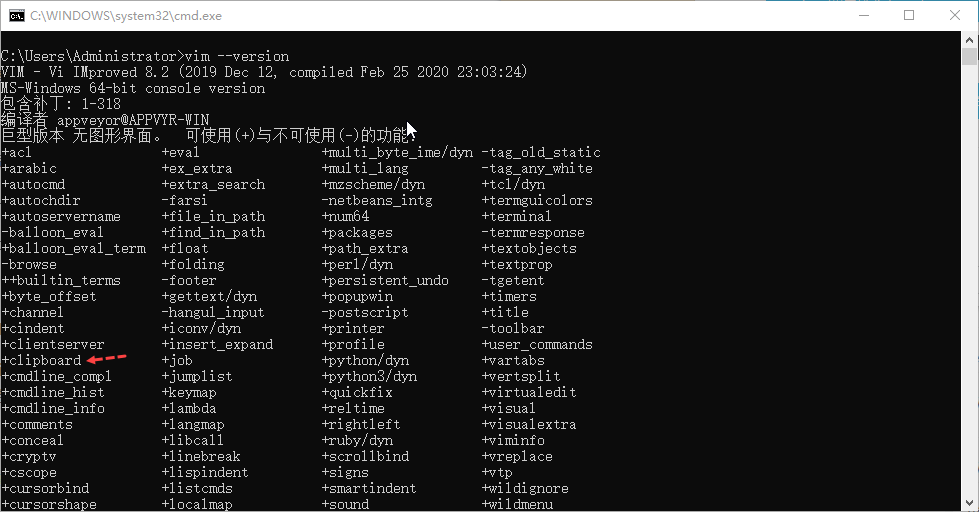 C:\WINDOWS\system32\cmd.exe
C:\Users\Administrator>vim --version
VIM - Vi IMproved 8.2 (2019 Dec 12, compiled Feb 25 2020 23:03:24)
MS-Windows 64-bit console version
包含补丁: 1-318
编译者 appveyor@APPVYR-WIN
巨型版本 无图形界面。  可使用(+)与不可使用(-)的功能:
+acl +eval +multi_byte_ime/dyn -tag_old_static
+arabic +ex_extra +multi_lang -tag_any_white
+autocmd +extra_search +mzscheme/dyn +tcl/dyn
+autochdir -farsi -netbeans_intg +termguicolors
+autoservername +file_in_path +num64 +terminal
-balloon_eval +find_in_path +packages -termresponse
+balloon_eval_term +float +path_extra +textobjects
-browse +folding +perl/dyn +textprop
++builtin_terms -footer +persistent_undo -tgetent
+byte_offset +gettext/dyn +popupwin +timers
+channel -hangul_input -postscript +title
+cindent +iconv/dyn +printer -toolbar
+clientserver +insert_expand +profile +user_commands
+clipboard +job +python/dyn +vartabs
+cmdline_compl +jumplist +python3/dyn +vertsplit
+cmdline_hist +keymap +quickfix +virtualedit
+cmdline_info +lambda +reltime +visual
+comments +langmap +rightleft +visualextra
+conceal +libcall +ruby/dyn +viminfo
+cryptv +linebreak +scrollbind +vreplace
+cscope +lispindent +signs +vtp
+cursorbind +listcmds +smartindent +wildignore
+cursorshape +localmap +sound +wildmenu